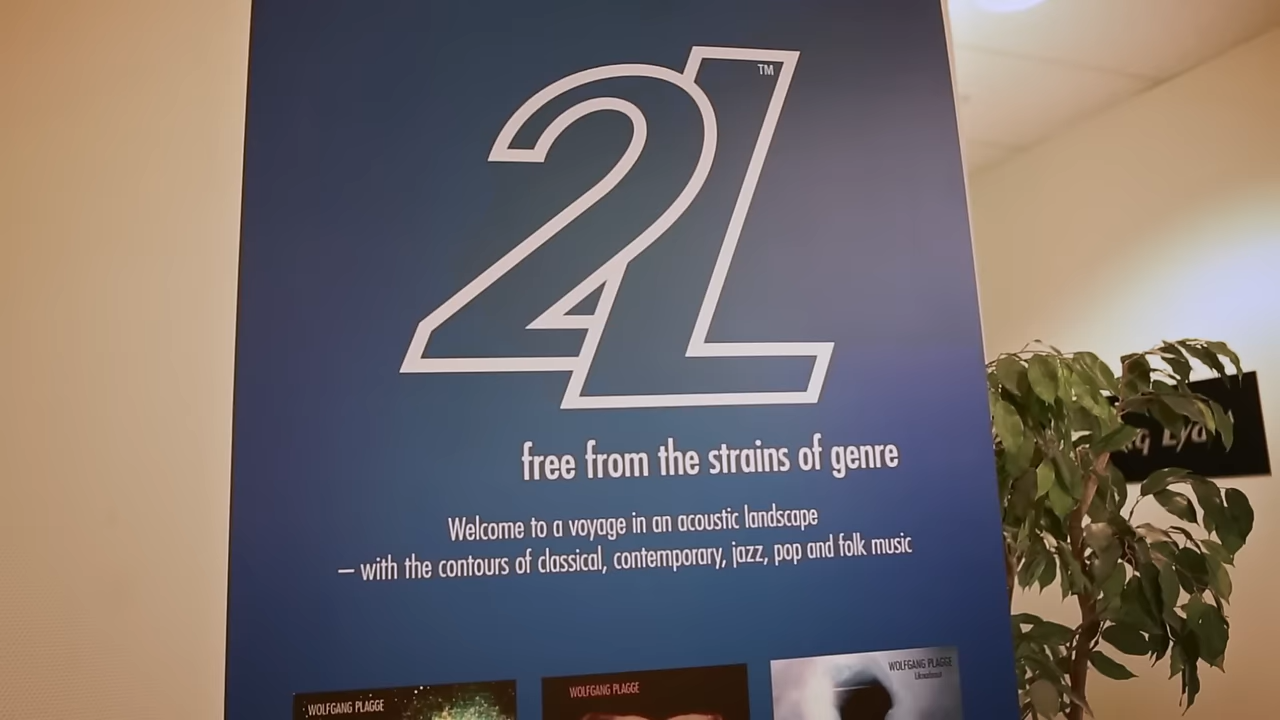 2L
TM
free from the strains of genre
Welcome to a voyage in an acoustic landscape
– with the contours of classical, contemporary, jazz, pop and folk music
WOLFGANG PLAGGE
WOLFGANG PLAGGE
WOLFGANG PLAGGE